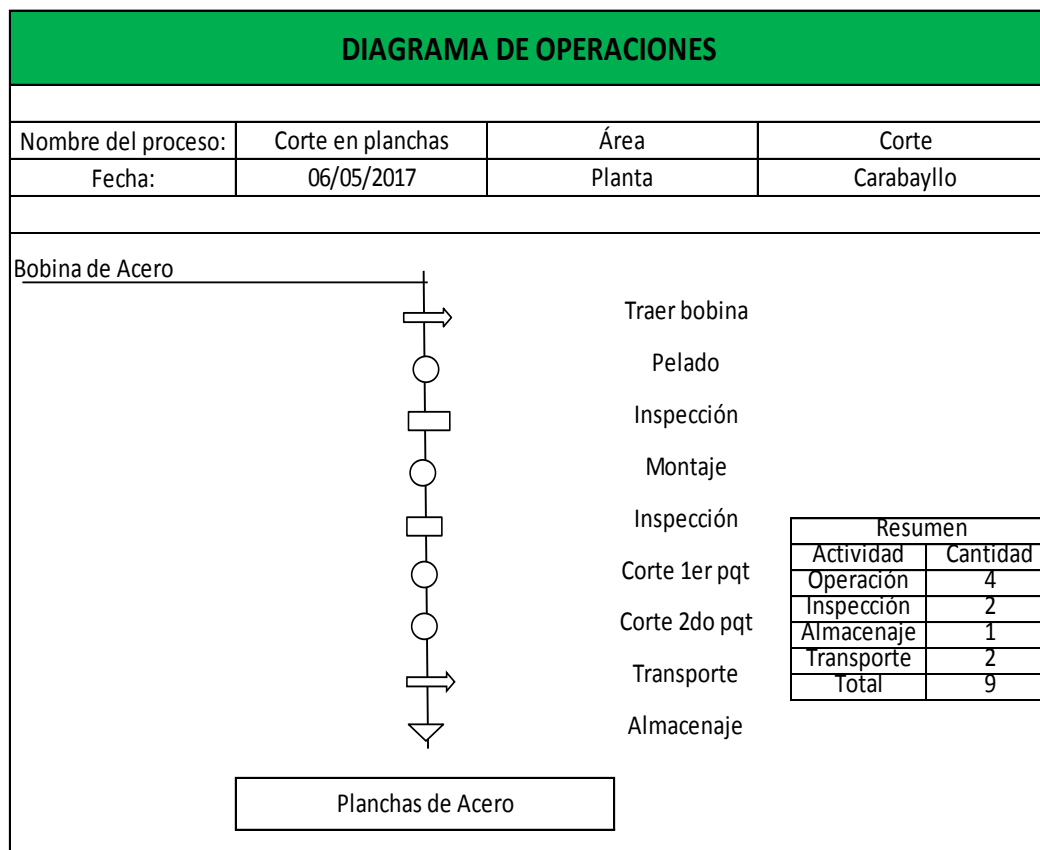 DIAGRAMA DE OPERACIONES
Nombre del proceso: Corte en planchas Área Corte
Fecha: 06/05/2017 Planta Carabayllo
Bobina de Acero
Traer bobina
Pelado
Inspección
Montaje
Inspección
Corte 1er pqt
Corte 2do pqt
Transporte
Almacenaje
Resumen
Actividad Cantidad
Operación 4
Inspección 2
Almacenaje 1
Transporte 2
Total 9
Planchas de Acero